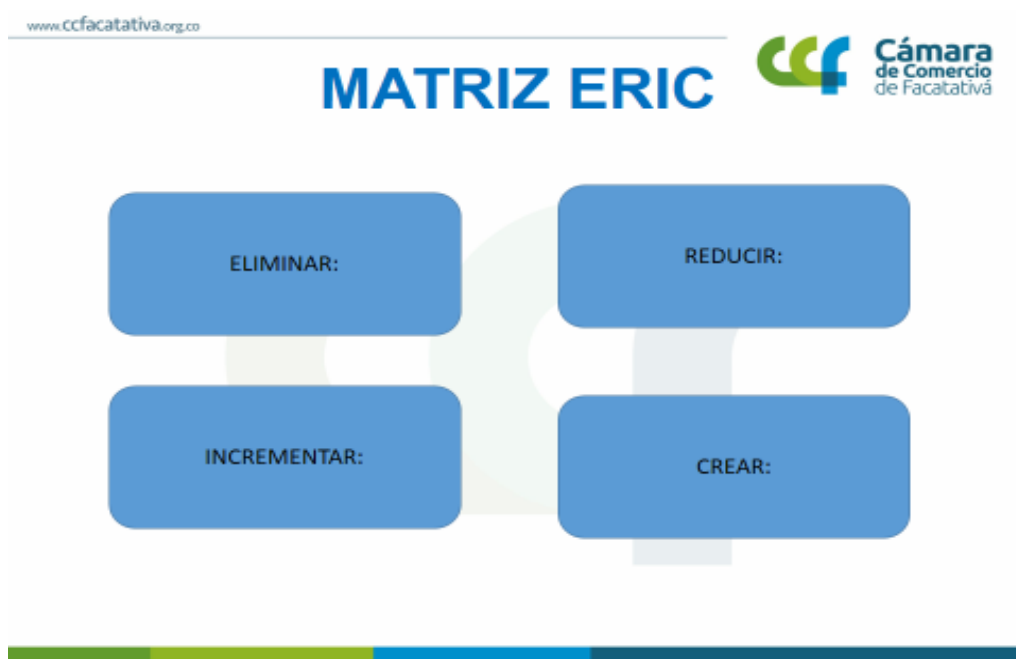 www.ccfacatativa.org.co
Cámara
de Comercio
de Facatativá
MATRIZ ERIC
ELIMINAR:
REDUCIR:
INCREMENTAR:
CREAR: